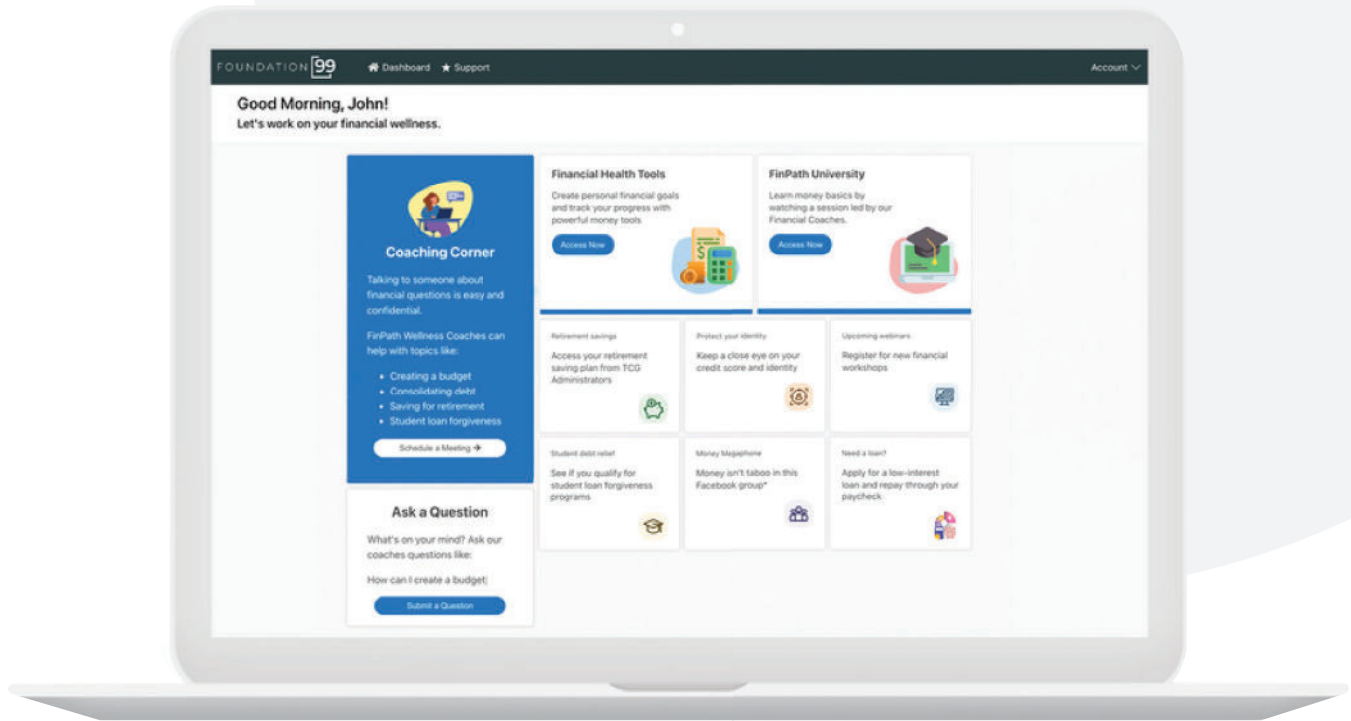 FOUNDATION 99
Dashboard
Support
Account
Good Morning, John!
Let's work on your financial wellness.
Coaching Corner
Talking to someone about
financial questions is easy and
confidential.
FinPath Wellness Coaches can
help with topics like:
• Creating a budget
• Consolidating debt
• Saving for retirement
• Student loan forgiveness
Schedule a Meeting →
Ask a Question
What's on your mind? Ask our
coaches questions like:
How can I create a budget|
Submit a Question
Financial Health Tools
Create personal financial goals
and track your progress with
powerful money tools
Access Now
FinPath University
Learn money basics by
watching a session led by our
Financial Coaches.
Access Now
Retirement savings
Access your retirement
saving plan from TCG
Administrators
Protect your identity
Keep a close eye on your
credit score and identity
Upcoming webinars
Register for new financial
workshops
Student debt relief
See if you qualify for
student loan forgiveness
programs
Money Magaphone
Money isn't taboo in this
Facebook group*
Need a loan?
Apply for a low-interest
loan and repay through your
paycheck